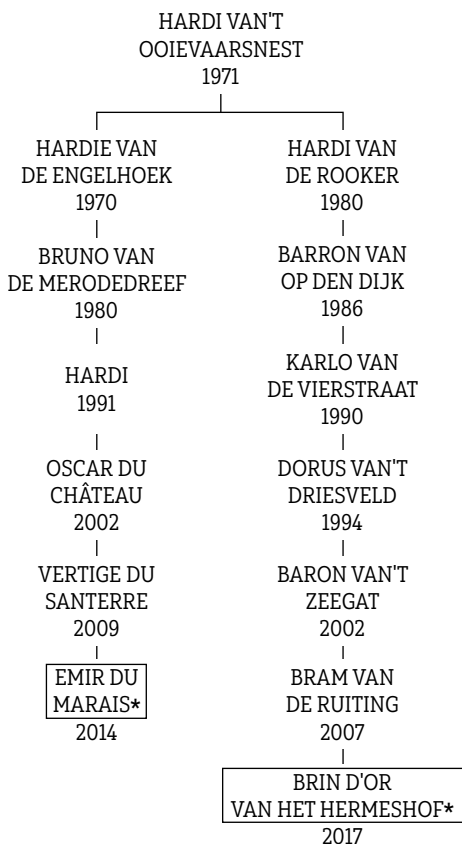 HARDI VAN'T
OOIEVAARSNEST
1971
HARDIE VAN
DE ENGELHOEK
1970
BRUNO VAN
DE MERODEDREEF
1980
HARDI
1991
OSCAR DU
CHÂTEAU
2002
VERTIGE DU
SANTERRE
2009
EMIR DU
MARAIS*
2014
HARDI VAN
DE ROOKER
1980
BARRON VAN
OP DEN DIJK
1986
KARLO VAN
DE VIERSTRAAT
1990
DORUS VAN'T
DRIESVELD
1994
BARON VAN'T
ZEEGAT
2002
BRAM VAN
DE RUITING
2007
BRIN D'OR
VAN HET HERMESHOF*
2017